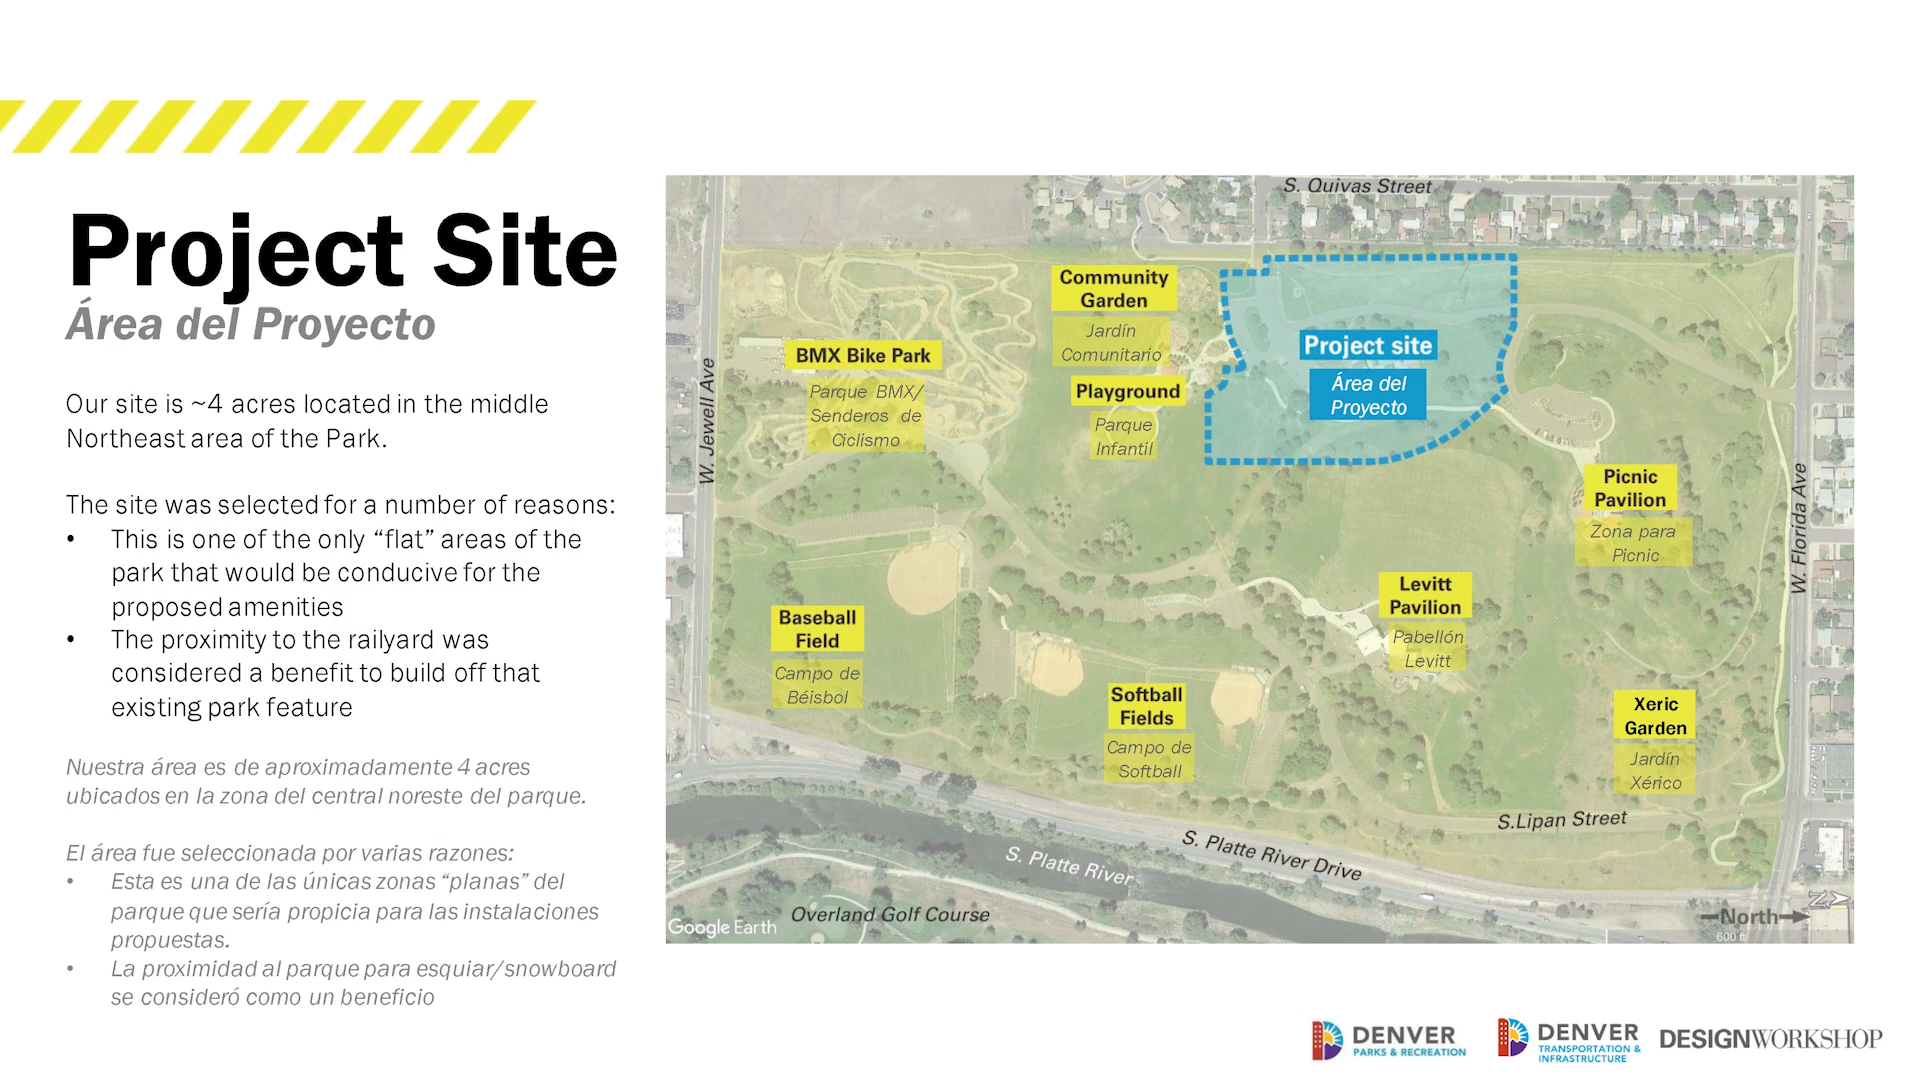 Project Site
Área del Proyecto
Our site is ~4 acres located in the middle
Northeast area of the Park.
The site was selected for a number of reasons:
• This is one of the only “flat” areas of the
park that would be conducive for the
proposed amenities
• The proximity to the railyard was
considered a benefit to build off that
existing park feature
Nuestra área es de aproximadamente 4 acres
ubicados en la zona del central noreste del parque.
El área fue seleccionada por varias razones:
• Esta es una de las únicas zonas “planas” del
parque que sería propicia para las instalaciones
propuestas.
• La proximidad al parque para esquiar/snowboard
se consideró como un beneficio
S. Quivas Street
W. Jewell Ave
Community
Garden
Jardín
Comunitario
BMX Bike Park
Parque BMX/
Senderos de
Ciclismo
Playground
Parque
Infantil
Project site
Área del
Proyecto
Picnic
Pavilion
Zona para
Picnic
W. Florida Ave
Levitt
Pavilion
Pabellón
Levitt
Baseball
Field
Campo de
Béisbol
Softball
Fields
Campo de
Softball
Xeric
Garden
Jardín
Xérico
S.Lipan Street
S. Platte River Drive
S. Platte River
Overland Golf Course
Google Earth
N
North
600 ft
DENVER
PARKS & RECREATION
DENVER
TRANSPORTATION &
INFRASTRUCTURE
DESIGNWORKSHOP